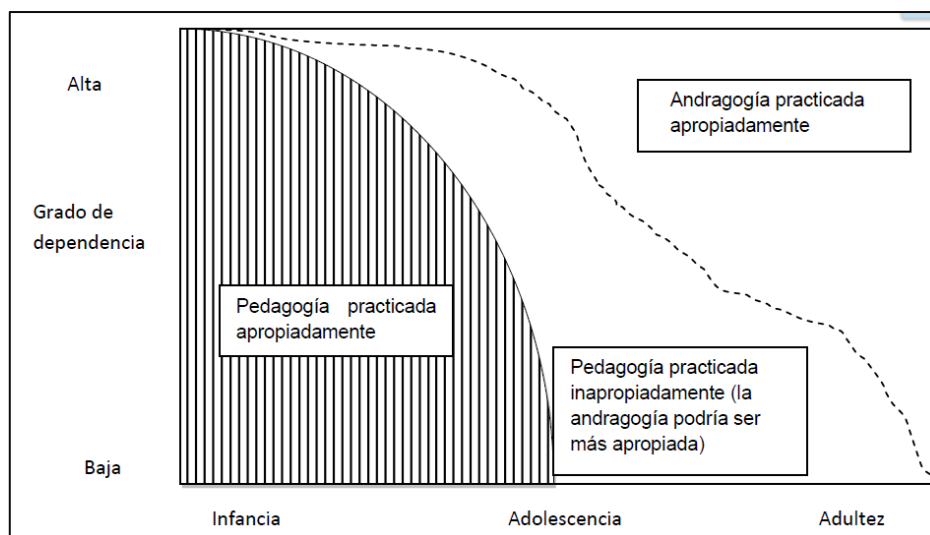 Alta
Andragogía practicada
apropiadamente
Grado de
dependencia
Pedagogía practicada
apropiadamente
Pedagogía practicada
inapropiadamente (la
andragogía podría ser
más apropiada)
Baja
Infancia
Adolescencia
Adultez